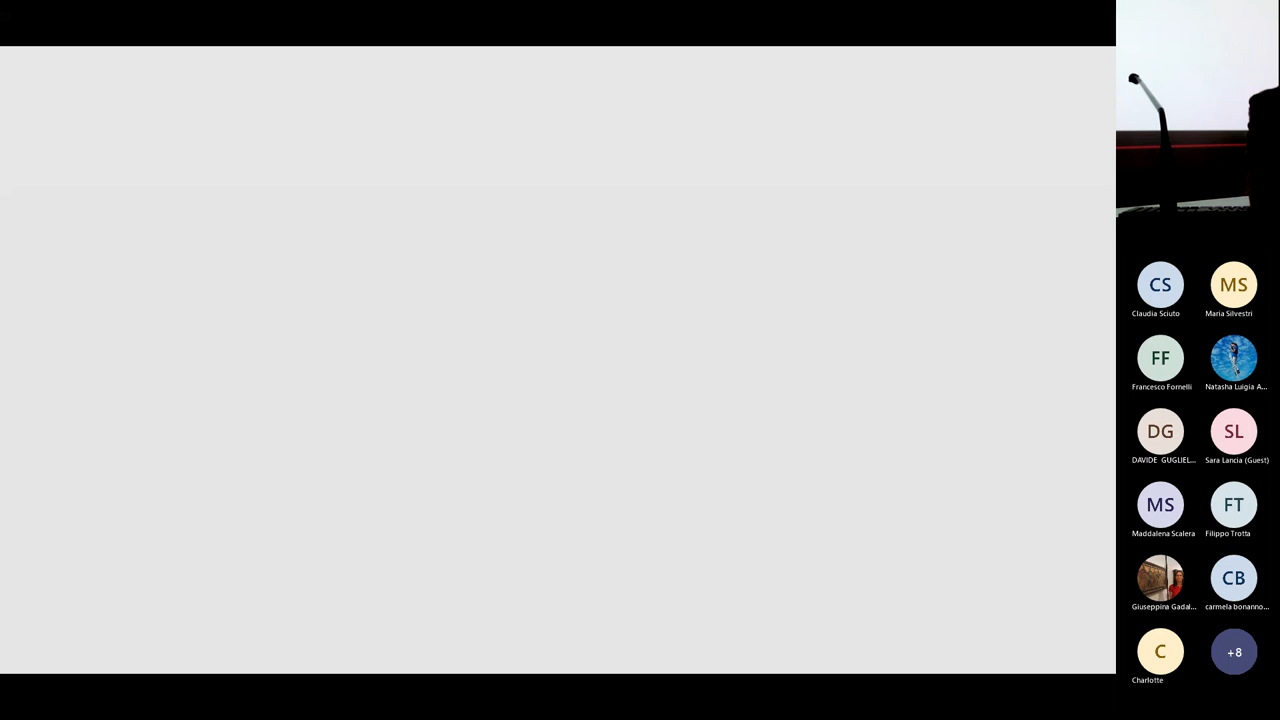 CS
MS
Claudia Sciuto
Maria Silvestri
FF
Francesco Fornelli
Natasha Luigia A...
DG
SL
DAVIDE GUGLIEL...
Sara Lancia (Guest)
MS
FT
Maddalena Scalera
Filippo Trotta
CB
Giuseppina Gadal...
carmela bonanno...
C
+8
Charlotte